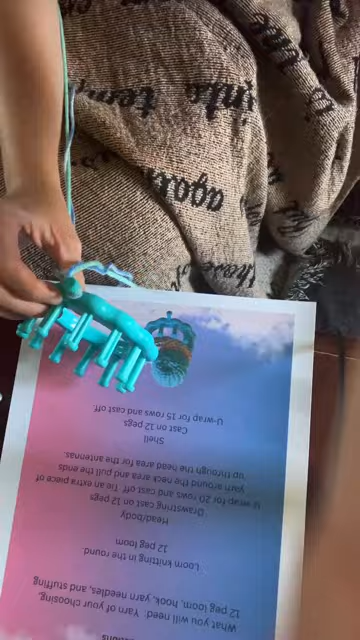 What will you need: Yarn of your choosing,
12 peg loom, hook, yarn needles, and stuffing
Loom knitting in the round
12 peg loom
Head/body
Drawstring cast on 12 pegs
U wrap for 20 rows and cast off. Tie an extra piece of
yarn around the neck area and pull the ends
up through the head area for the antennas.
Shell
Cast on 12 pegs
U-wrap for 15 rows and cast off.
again